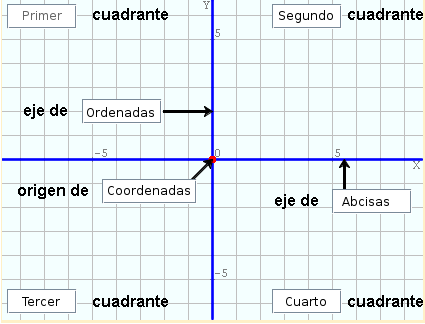 Primer cuadrante
Segundo cuadrante
Y
5
eje de Ordenadas
-5
0
5
X
origen de Coordenadas
eje de Abcisas
-5
Tercer cuadrante
Cuarto cuadrante